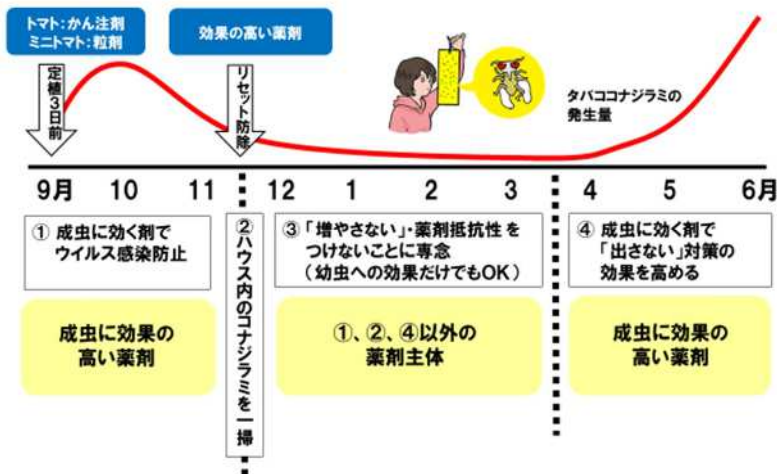 トマト:かん注剤
ミニトマト:粒剤
効果の高い薬剤
定植3日前
リセット防除
タバココナジラミの
発生量
9月 10 11 12 1 2 3 4 5 6月
① 成虫に効く剤で
ウイルス感染防止
②ハウス内のコナジラミを一掃
③「増やさない」・薬剤抵抗性を
つけないことに専念
(幼虫への効果だけでもOK)
④ 成虫に効く剤で
「出さない」対策の
効果を高める
成虫に効果の
高い薬剤
①、②、④以外の
薬剤主体
成虫に効果の
高い薬剤